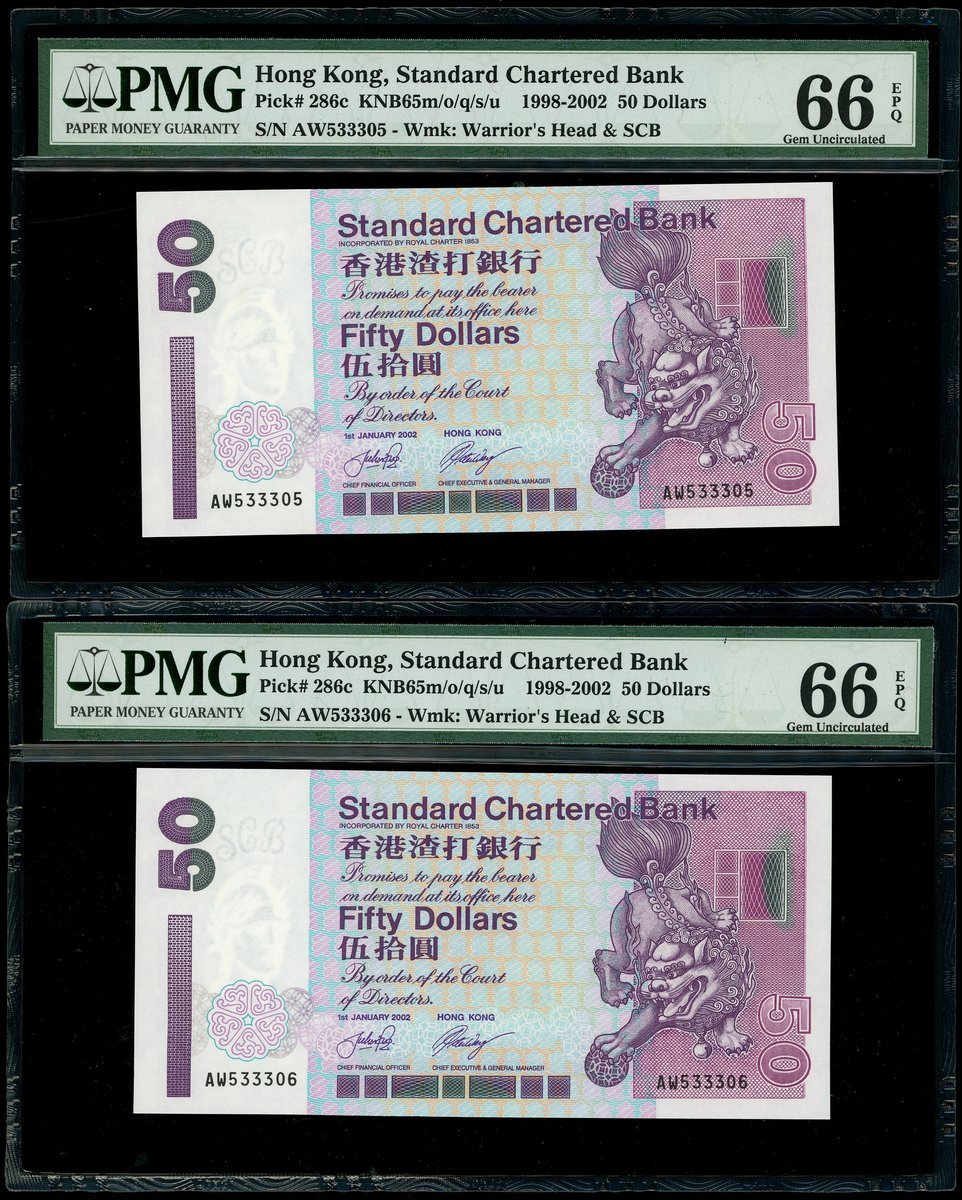 PMG
PAPER MONEY GUARANTY
Hong Kong, Standard Chartered Bank
Pick# 286c KNB65m/o/q/s/u 1998-2002 50 Dollars
S/N AW533305 - Wmk: Warrior's Head & SCB
66 EPQ
Gem Uncirculated
50
SCB
Standard Chartered Bank
INCORPORATED BY ROYAL CHARTER 1853
香港渣打銀行
Promises to pay the bearer
on demand at its office here
Fifty Dollars
伍拾圓
By order of the Court
of Directors.
1st JANUARY 2002 HONG KONG
CHIEF FINANCIAL OFFICER CHIEF EXECUTIVE & GENERAL MANAGER
AW533305
AW533305
50
PMG
PAPER MONEY GUARANTY
Hong Kong, Standard Chartered Bank
Pick# 286c KNB65m/o/q/s/u 1998-2002 50 Dollars
S/N AW533306 - Wmk: Warrior's Head & SCB
66 EPQ
Gem Uncirculated
50
SCB
Standard Chartered Bank
INCORPORATED BY ROYAL CHARTER 1853
香港渣打銀行
Promises to pay the bearer
on demand at its office here
Fifty Dollars
伍拾圓
By order of the Court
of Directors.
1st JANUARY 2002 HONG KONG
CHIEF FINANCIAL OFFICER CHIEF EXECUTIVE & GENERAL MANAGER
AW533306
AW533306
50